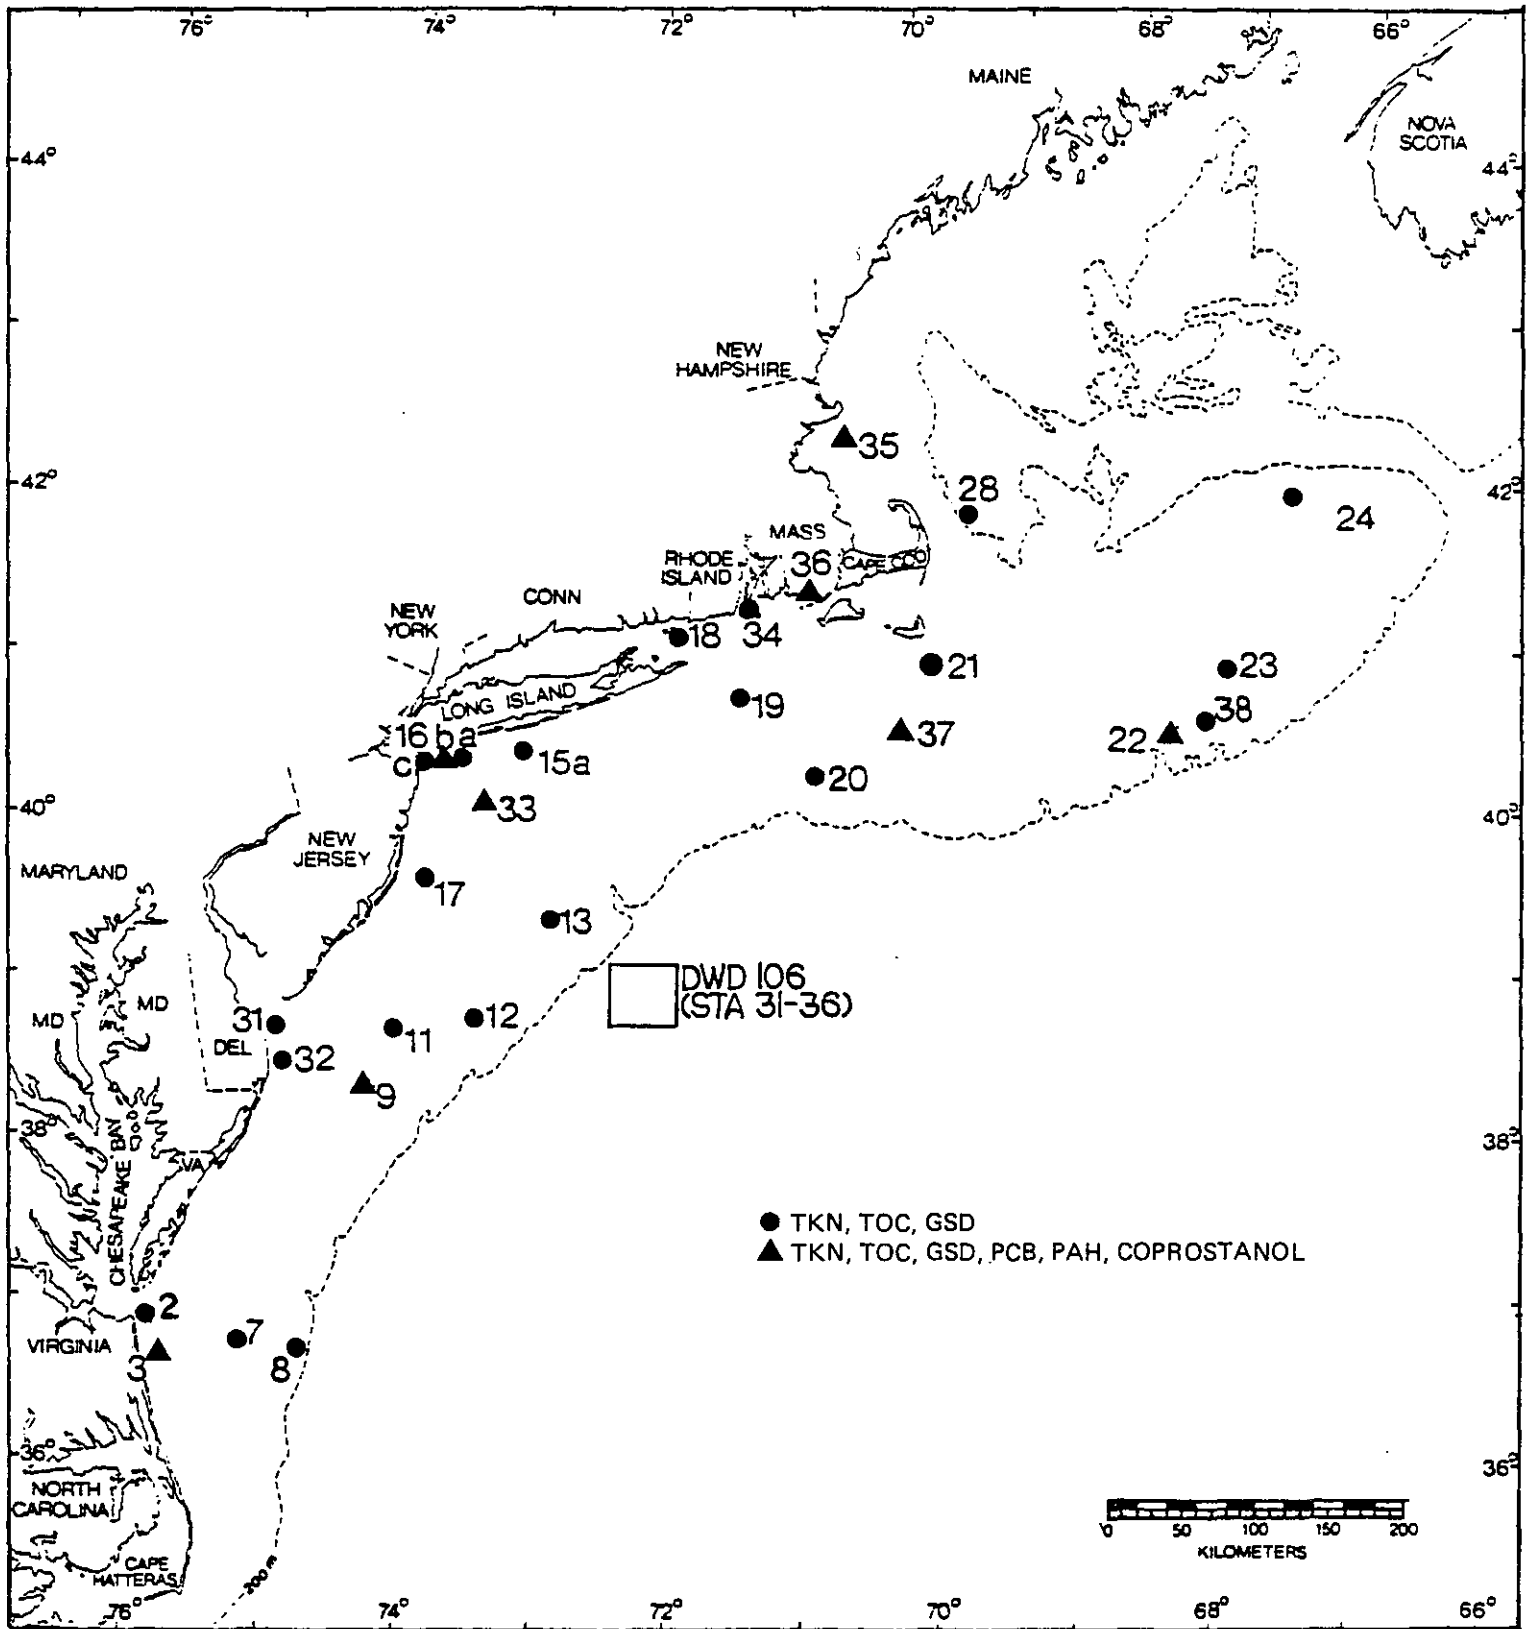 76° 74° 72° 70° 68° 66°
MAINE
NOVA
SCOTIA
44° 44°
NEW
HAMPSHIRE
35
42° 42°
28
24
MASS
RHODE
ISLAND
36
CAPE COD
CONN
NEW
YORK
18
34
21
23
LONG ISLAND
19
38
16 b a
37
22
c
15a
20
33
40° 40°
NEW
JERSEY
MARYLAND
17
13
DWD 106
(STA 31-36)
MD
MD
31
12
11
DEL
32
9
38° 38°
CHESAPEAKE BAY
VA
● TKN, TOC, GSD
▲ TKN, TOC, GSD, PCB, PAH, COPROSTANOL
2
VIRGINIA
7
3
8
36° 36°
NORTH
CAROLINA
0 50 100 150 200
KILOMETERS
CAPE
HATTERAS
200 m
76° 74° 72° 70° 68° 66°